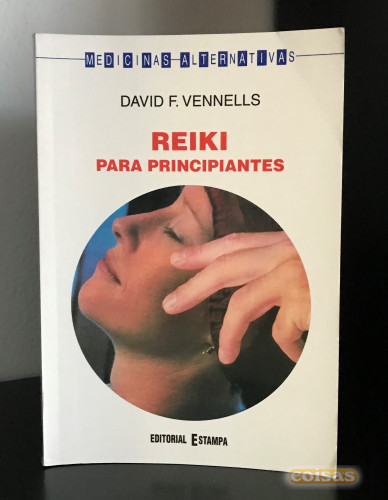 MEDICINAS ALTERNATIVAS
DAVID F. VENNELLS
REIKI
PARA PRINCIPIANTES
EDITORIAL ESTAMPA
coisas